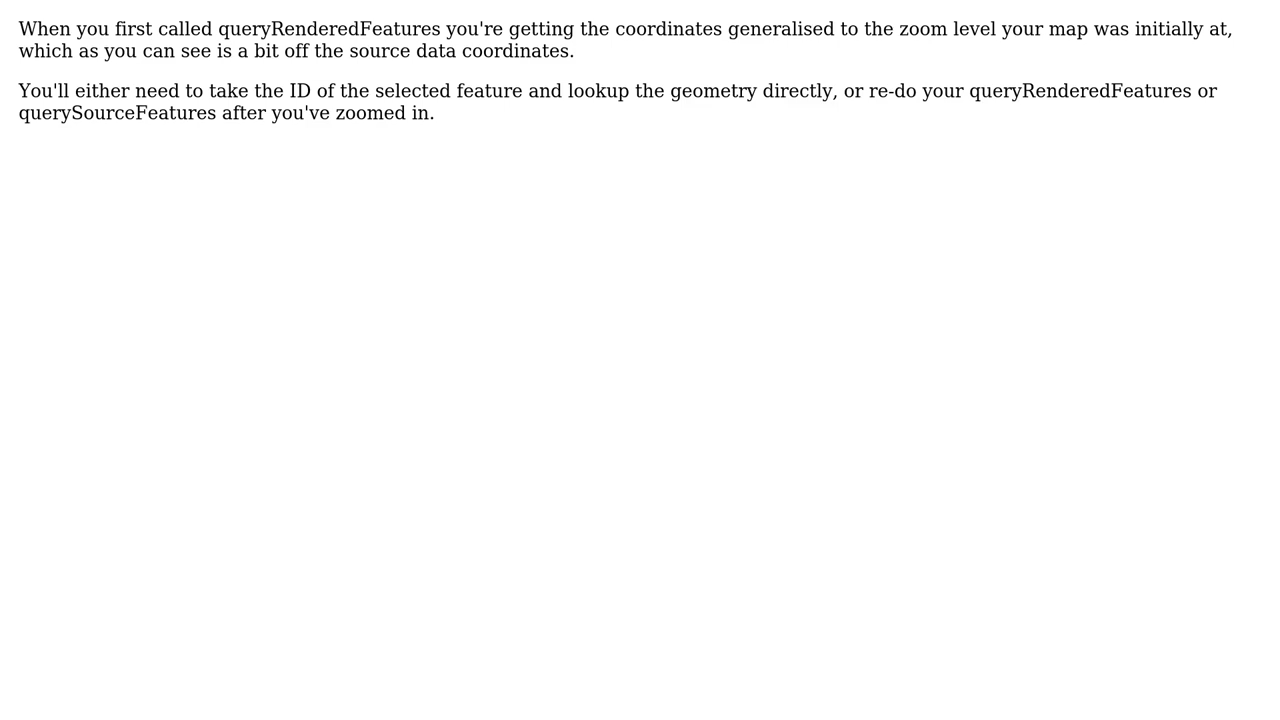 When you first called queryRenderedFeatures you're getting the coordinates generalised to the zoom level your map was initially at,
which as you can see is a bit off the source data coordinates.
You'll either need to take the ID of the selected feature and lookup the geometry directly, or re-do your queryRenderedFeatures or
querySourceFeatures after you've zoomed in.